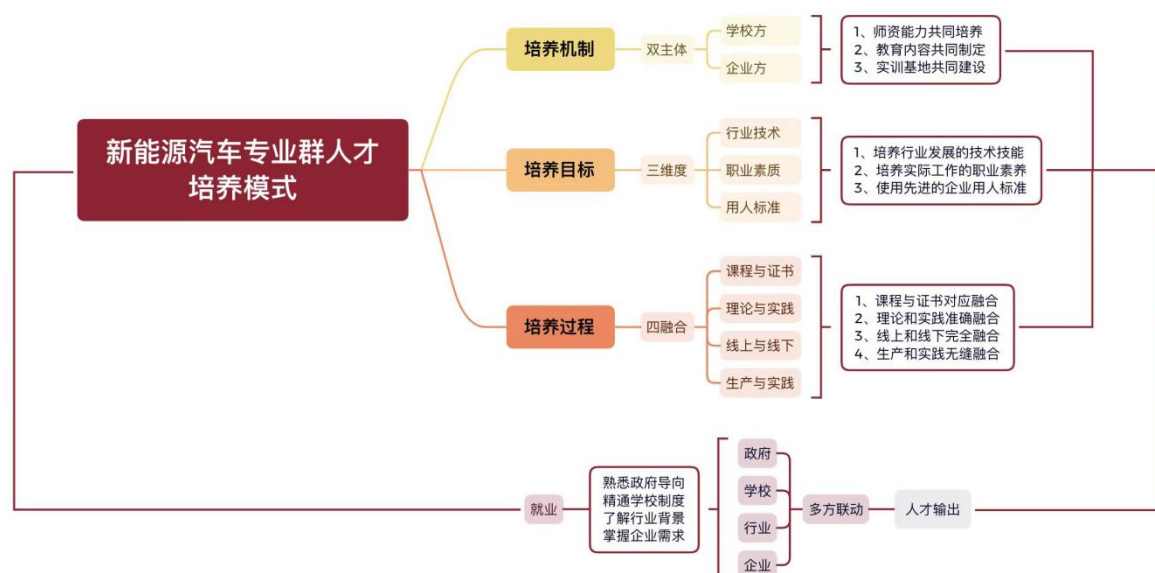 新能源汽车专业群人才
培养模式
培养机制
双主体
学校方
企业方
1、师资能力共同培养
2、教育内容共同制定
3、实训基地共同建设
培养目标
三维度
行业技术
职业素质
用人标准
1、培养行业发展的技术技能
2、培养实际工作的职业素养
3、使用先进的企业用人标准
培养过程
四融合
课程与证书
理论与实践
线上与线下
生产与实践
1、课程与证书对应融合
2、理论和实践准确融合
3、线上和线下完全融合
4、生产和实践无缝融合
就业
熟悉政府导向
精通学校制度
了解行业背景
掌握企业需求
政府
学校
行业
企业
多方联动
人才输出